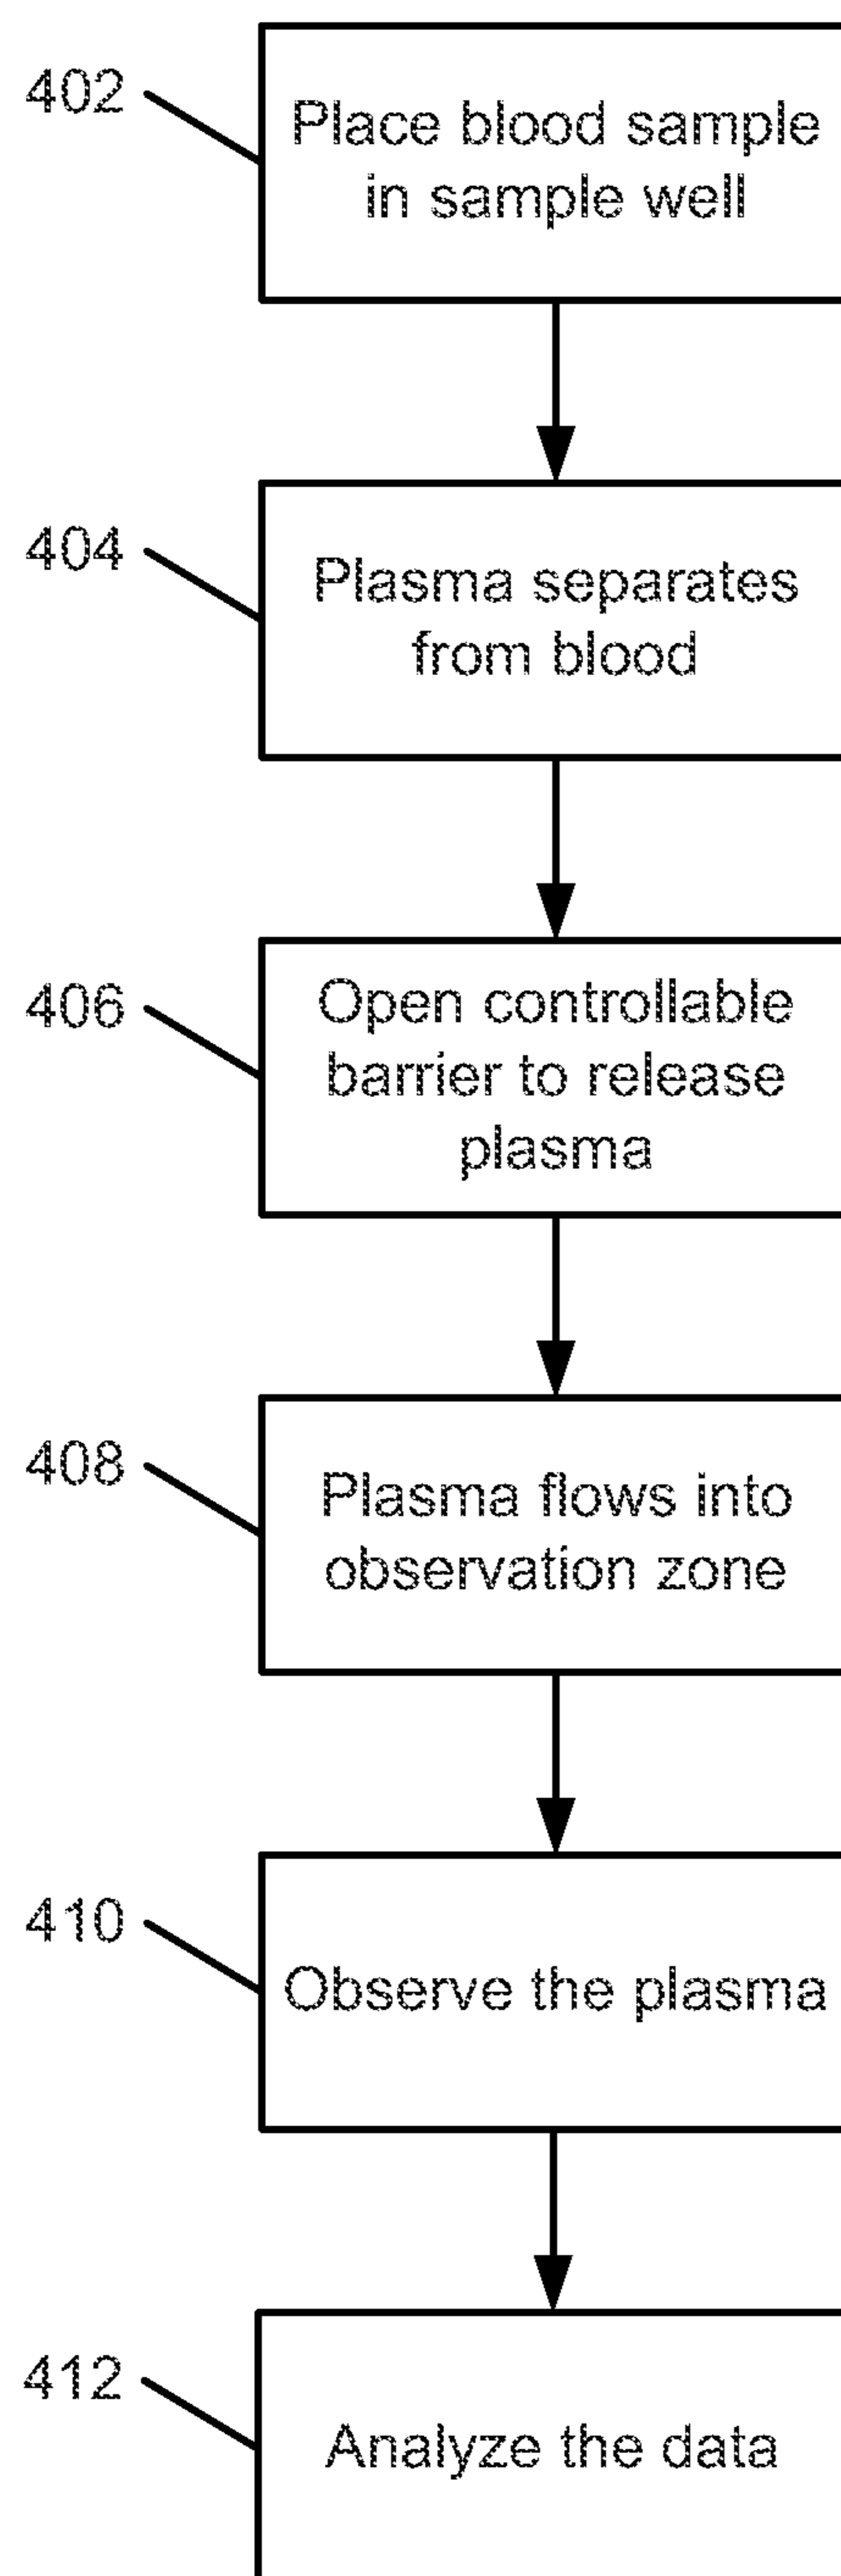 402
Place blood sample
in sample well
404
Plasma separates
from blood
406
Open controllable
barrier to release
plasma
408
Plasma flows into
observation zone
410
Observe the plasma
412
Analyze the data